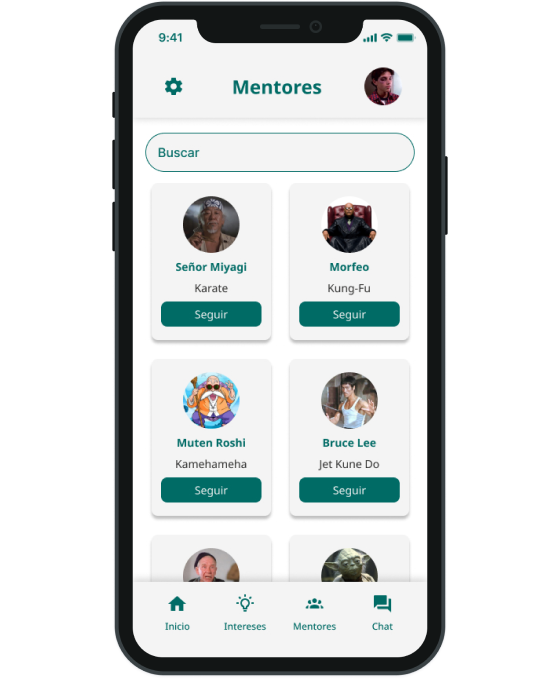 9:41
Mentores
Buscar
Señor Miyagi
Karate
Seguir
Morfeo
Kung-Fu
Seguir
Muten Roshi
Kamehameha
Seguir
Bruce Lee
Jet Kune Do
Seguir
Inicio
Intereses
Mentores
Chat